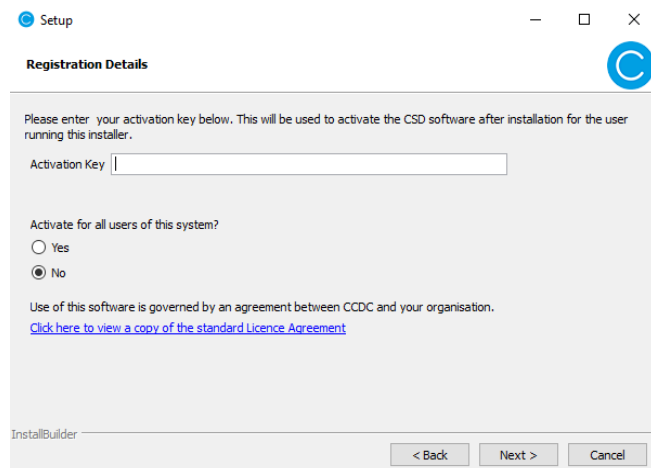 Setup
Registration Details
Please enter  your activation key below. This will be used to activate the CSD software after installation for the user
running this installer.
Activation Key
Activate for all users of this system?
Yes
No
Use of this software is governed by an agreement between CCDC and your organisation.
Click here to view a copy of the standard Licence Agreement
InstallBuilder
< Back Next > Cancel